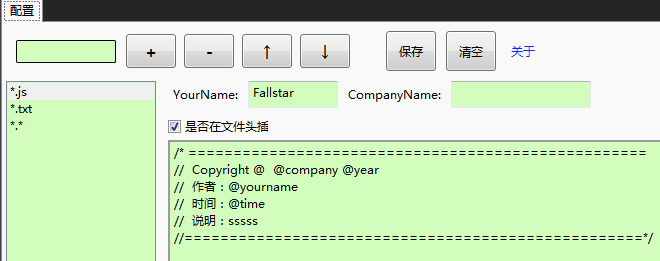 配置
+ - ↑ ↓ 保存 清空 关于
*.js
*.txt
*.*
YourName: Fallstar CompanyName:
是否在文件头插
/* ==================================================
// Copyright @ @company @year
// 作者：@yourname
// 时间：@time
// 说明：sssss
//==================================================*/